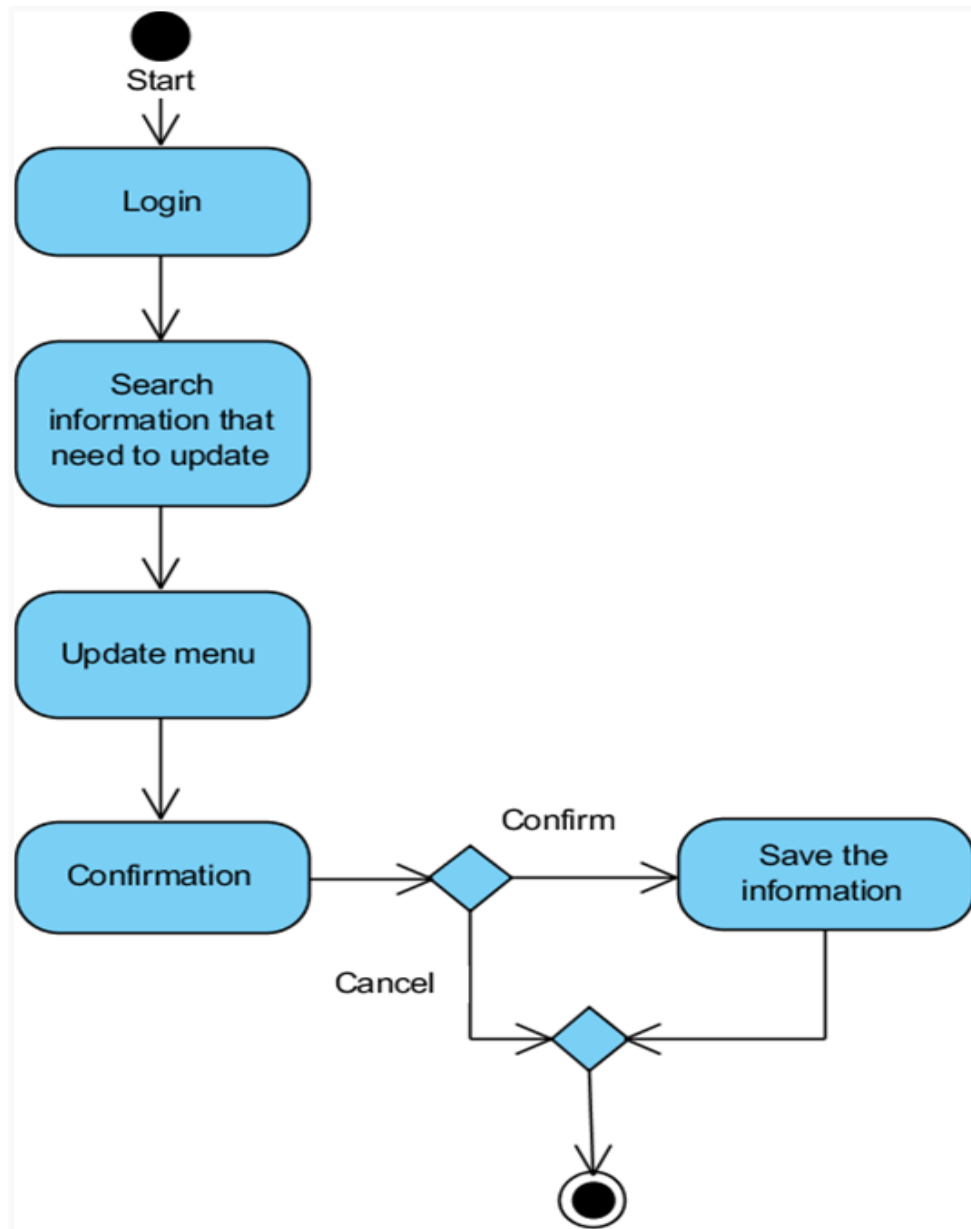 Start
Login
Search
information that
need to update
Update menu
Confirmation
Confirm
Save the
information
Cancel